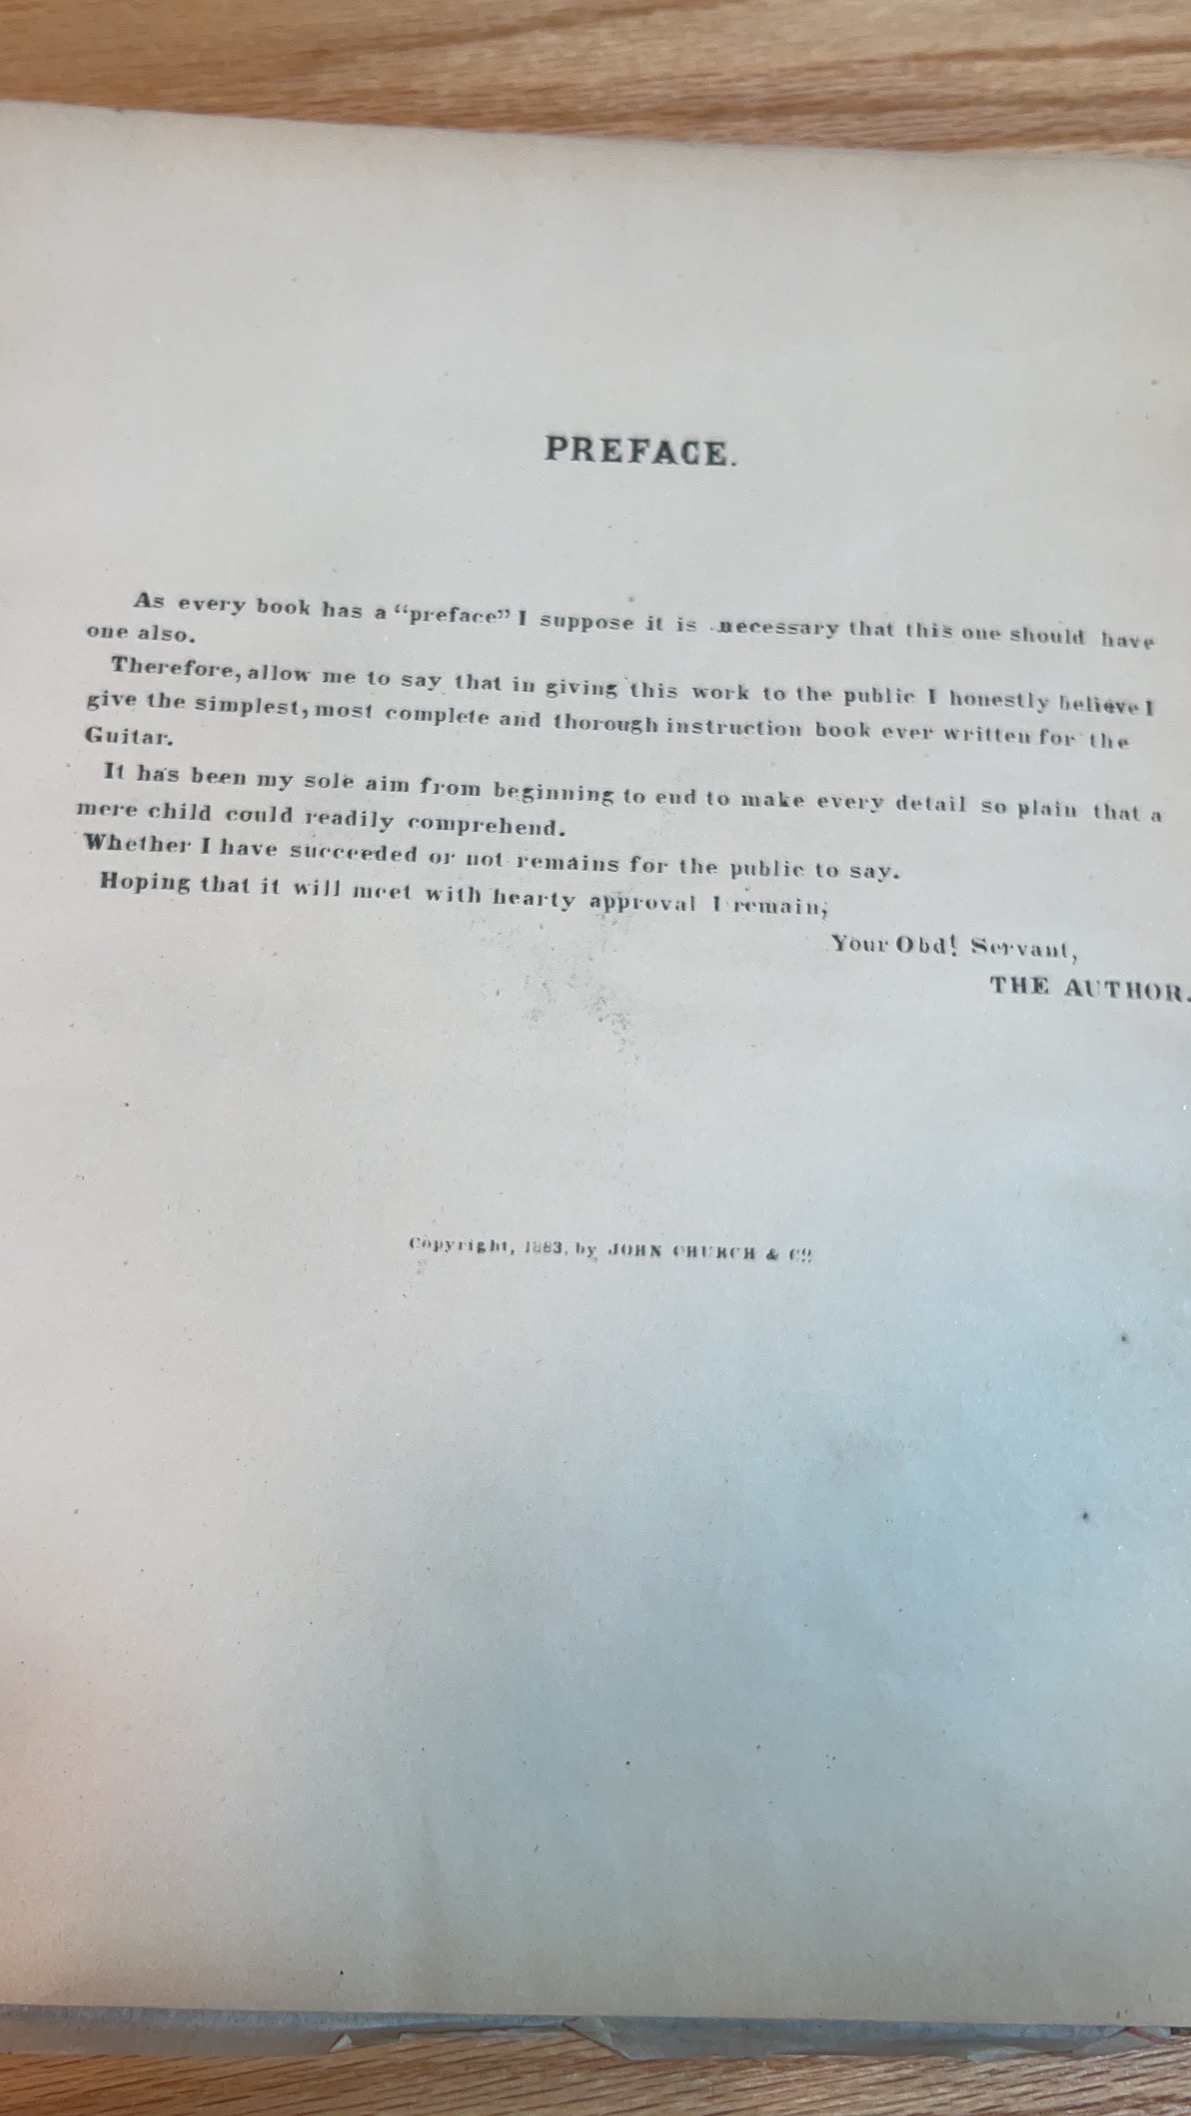 PREFACE.
As every book has a “preface” I suppose it is necessary that this one should have
one also.
Therefore, allow me to say that in giving this work to the public I honestly believe I
give the simplest, most complete and thorough instruction book ever written for the
Guitar.
It has been my sole aim from beginning to end to make every detail so plain that a
mere child could readily comprehend.
Whether I have succeeded or not remains for the public to say.
Hoping that it will meet with hearty approval I remain,
Your Obdt. Servant,
THE AUTHOR.
Copyright, 1883, by JOHN CHURCH & Co.